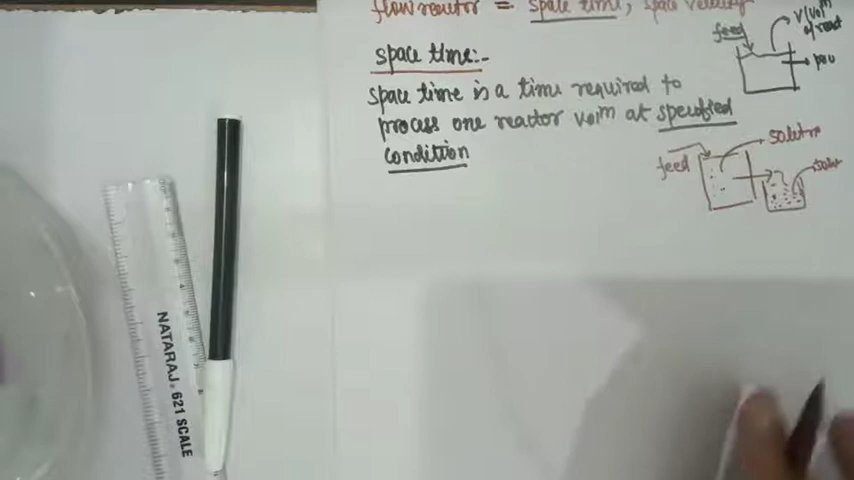 flow reactor = space time, space velocity
space time:-
space time is a time required to
process one reactor volm at specified
condition
feed
V(volm
of react
feed
solutn
NATARAJ 621 SCALE